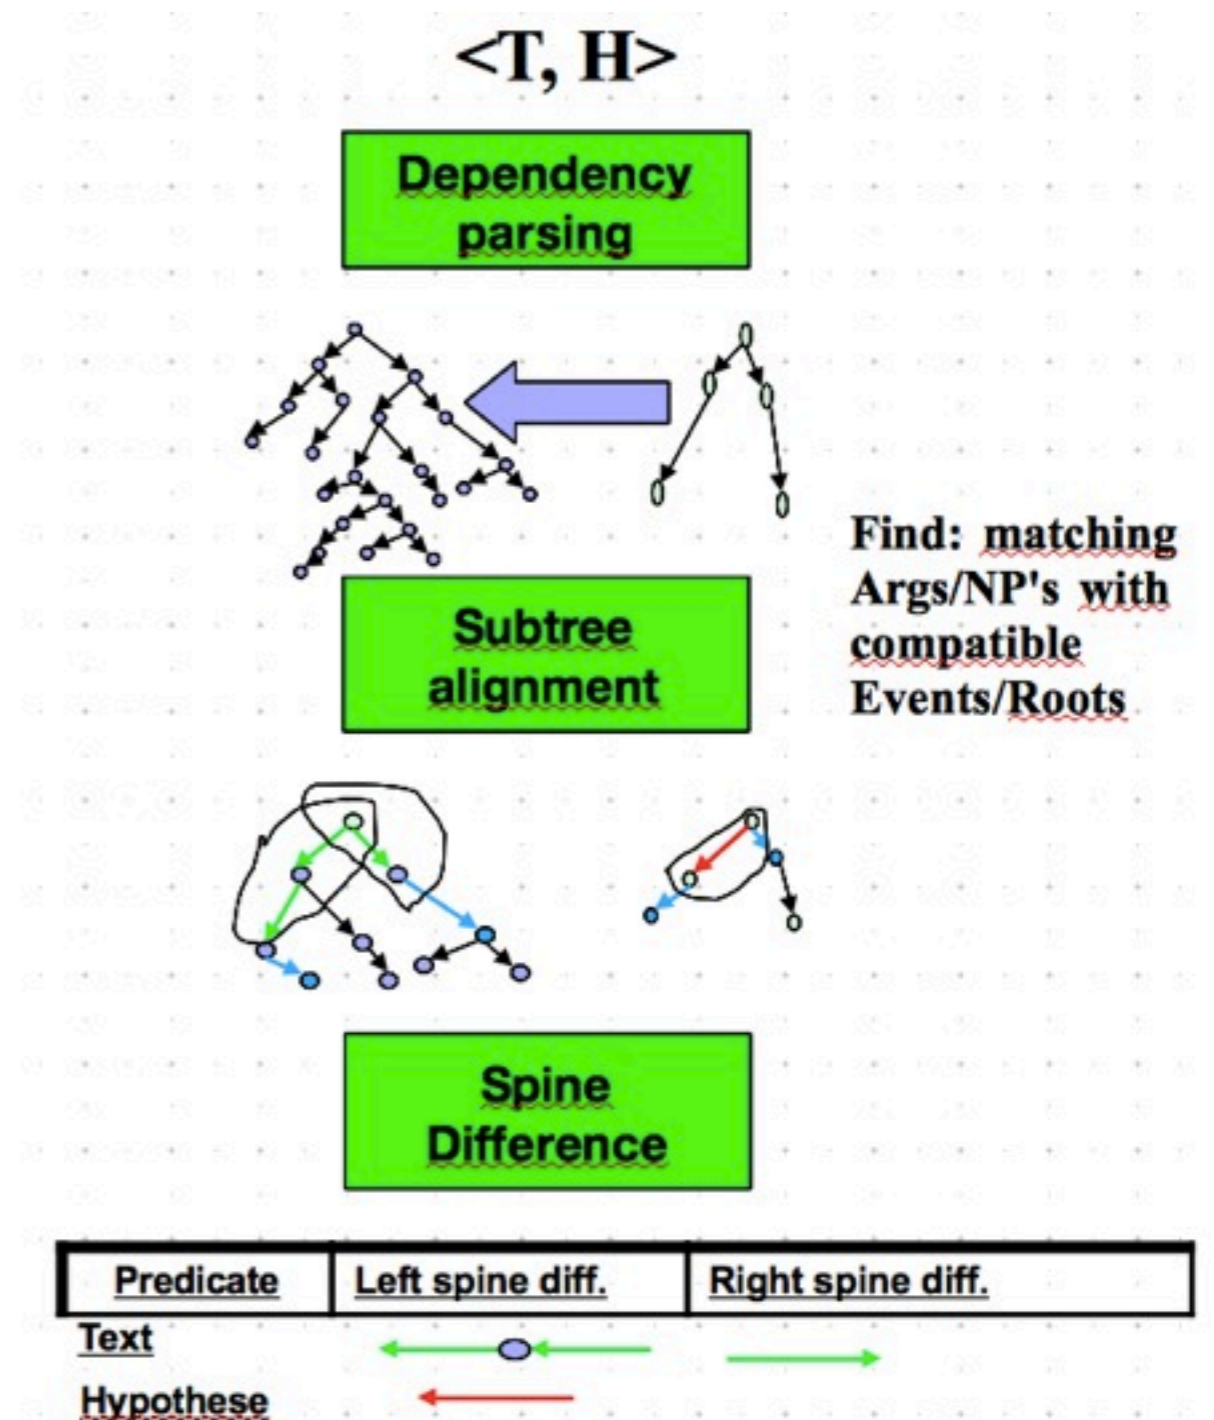 <T, H>
Dependency
parsing
Find: matching
Args/NP's with
compatible
Events/Roots
Subtree
alignment
Spine
Difference
Predicate Left spine diff. Right spine diff.
Text
Hypothese